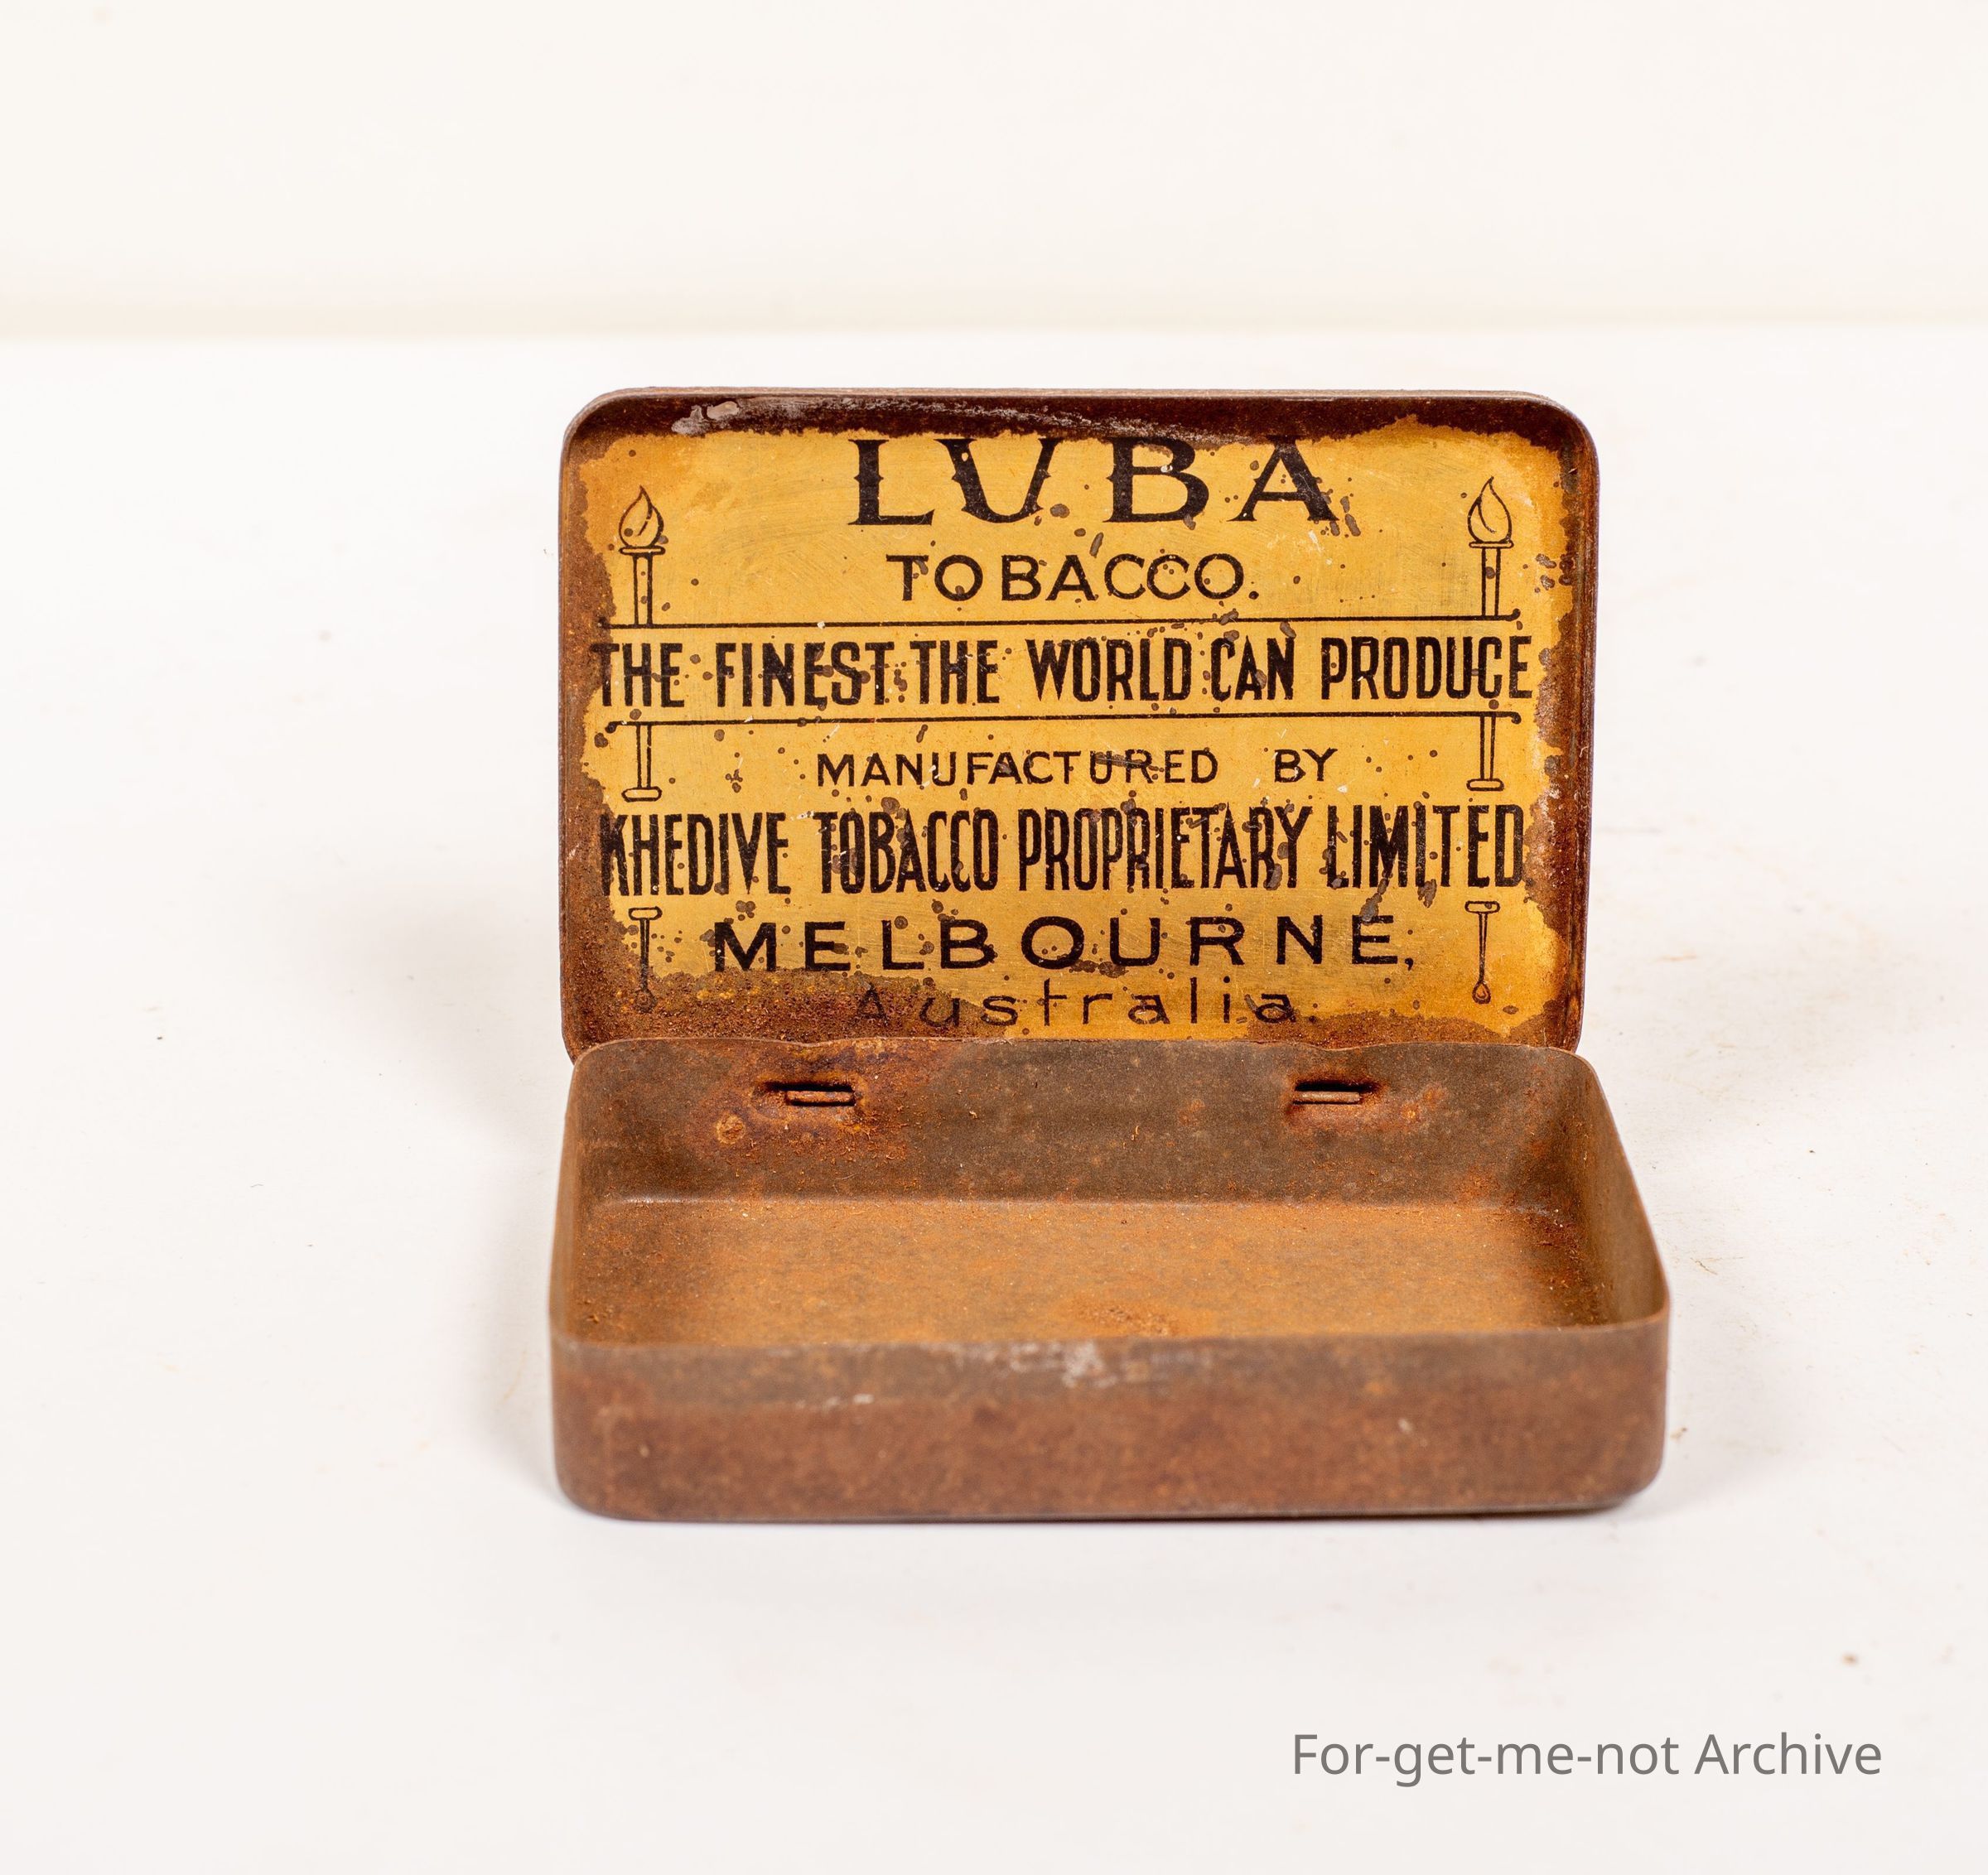 LUBA
TOBACCO.
THE FINEST THE WORLD CAN PRODUCE
MANUFACTURED BY
KHEDIVE TOBACCO PROPRIETARY LIMITED
MELBOURNE,
Australia.
For-get-me-not Archive